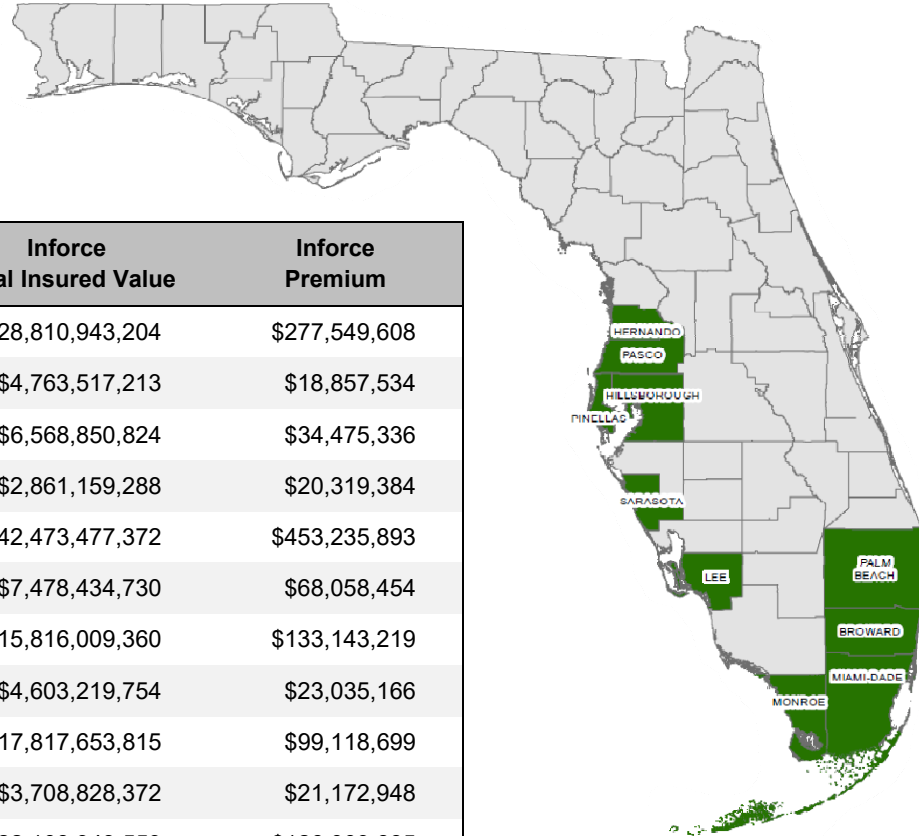 Inforce Inforce
al Insured Value Premium
28,810,943,204 $277,549,608
$4,763,517,213 $18,857,534
$6,568,850,824 $34,475,336
$2,861,159,288 $20,319,384
42,473,477,372 $453,235,893
$7,478,434,730 $68,058,454
15,816,009,360 $133,143,219
$4,603,219,754 $23,035,166
17,817,653,815 $99,118,699
$3,708,828,372 $21,172,948
HERNANDO
PASCO
HILLSBOROUGH
PINELLAS
SARASOTA
LEE
PALM
BEACH
BROWARD
MIAMI-DADE
MONROE